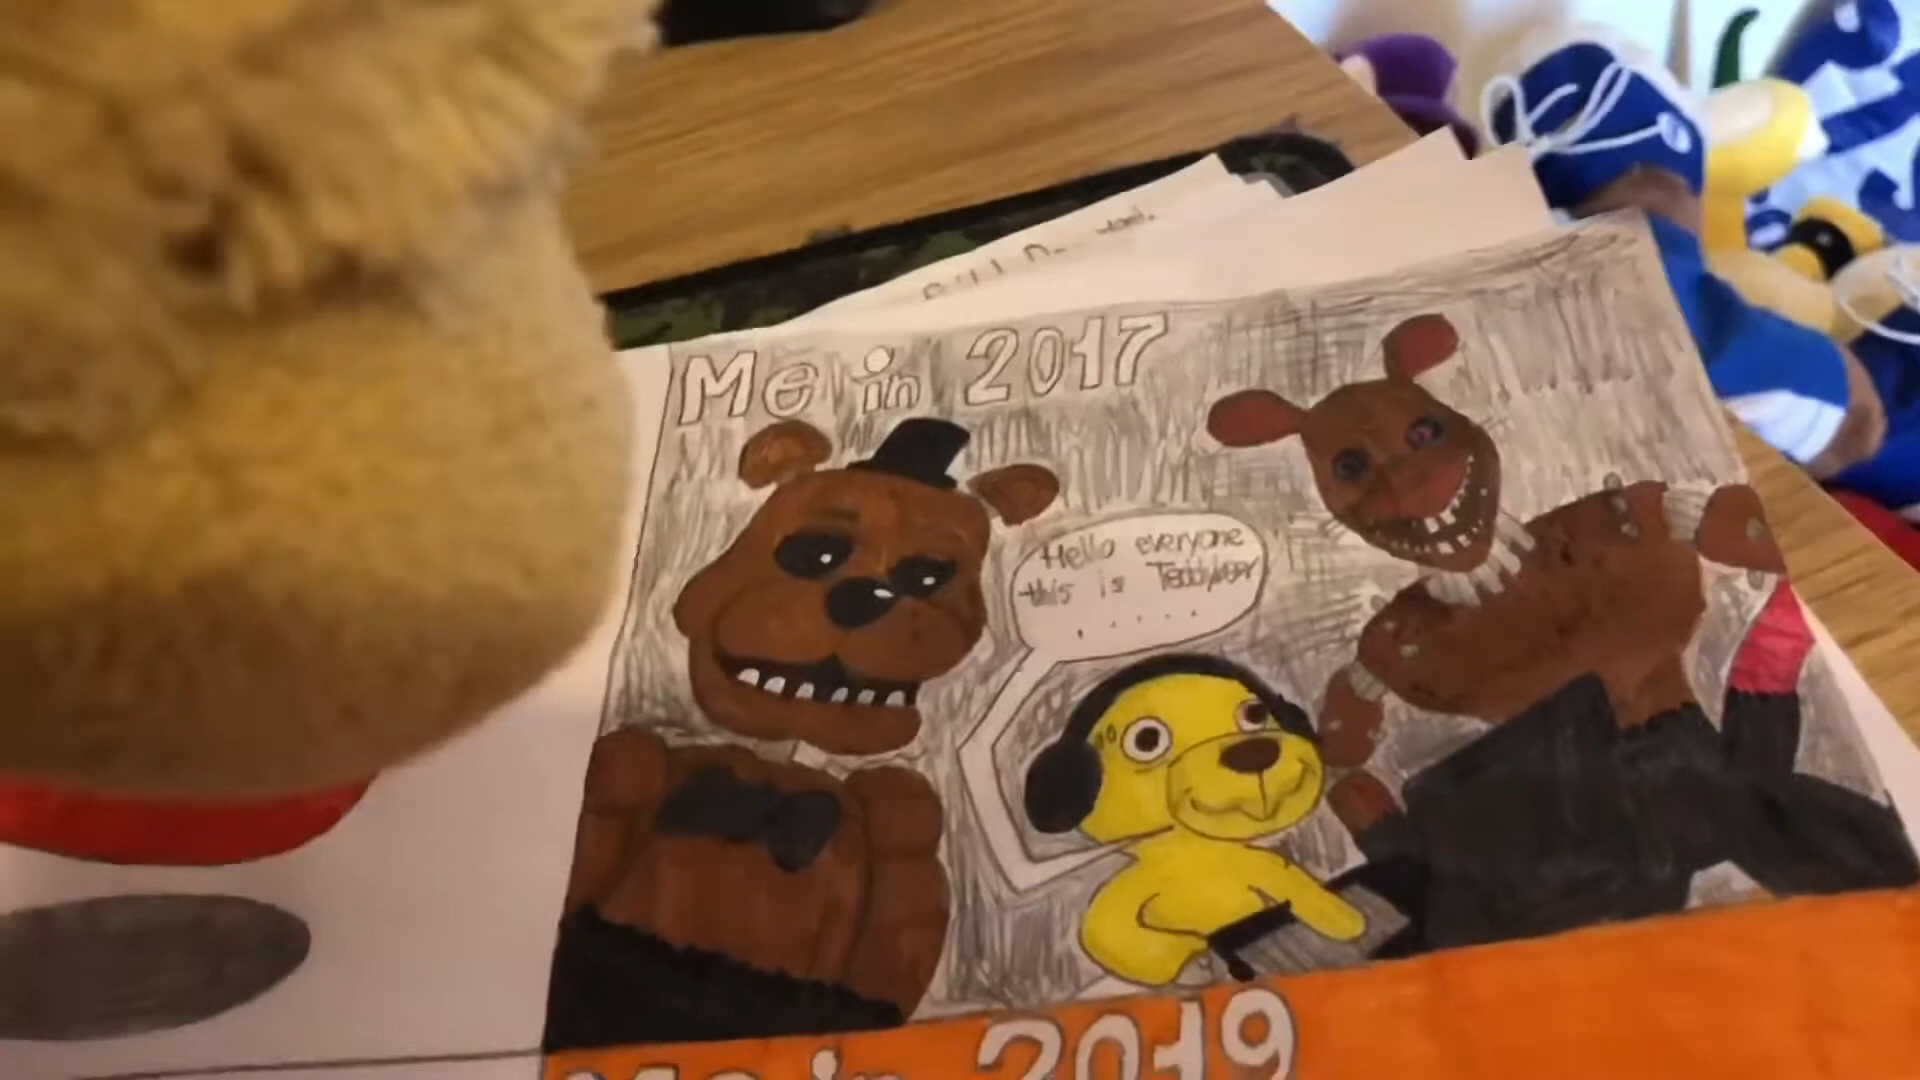 Me in 2017
Hello everyone
this is Teddybear
. . . . .
Me in 2019